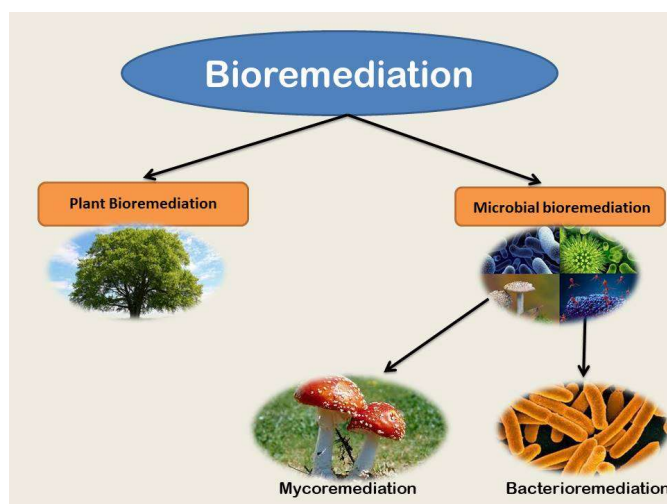 Bioremediation
Plant Bioremediation
Microbial bioremediation
Mycoremediation
Bacterioremediation